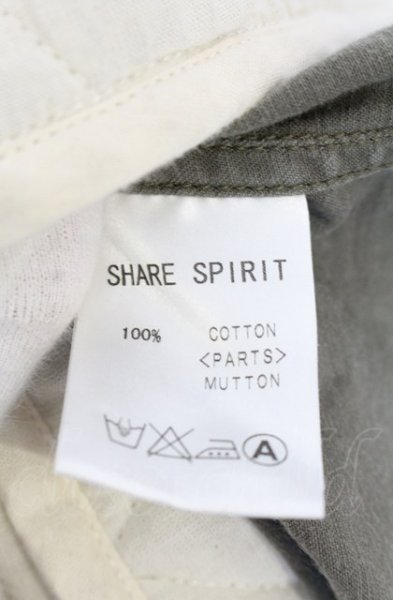 SHARE SPIRIT
100% COTTON
<PARTS>
MUTTON
A